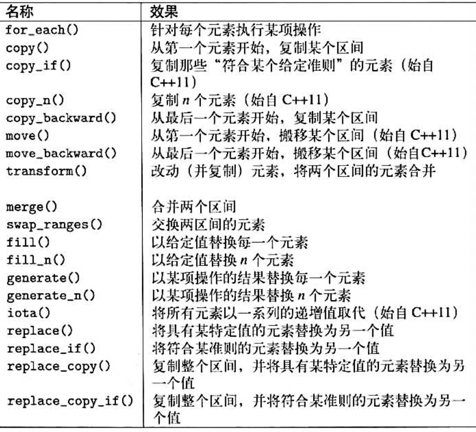 名称 效果
for_each() 针对每个元素执行某项操作
copy() 从第一个元素开始，复制某个区间
copy_if() 复制那些“符合某个给定准则”的元素（始自
C++11）
copy_n() 复制 n 个元素（始自 C++11）
copy_backward() 从最后一个元素开始，复制某个区间
move() 从第一个元素开始，搬移某个区间（始自 C++11）
move_backward() 从最后一个元素开始，搬移某个区间（始自C++11）
transform() 改动（并复制）元素，将两个区间的元素合并
merge() 合并两个区间
swap_ranges() 交换两区间的元素
fill() 以给定值替换每一个元素
fill_n() 以给定值替换 n 个元素
generate() 以某项操作的结果替换每一个元素
generate_n() 以某项操作的结果替换 n 个元素
iota() 将所有元素以一系列的递增值取代（始自 C++11）
replace() 将具有某特定值的元素替换为另一个值
replace_if() 将符合某准则的元素替换为另一个值
replace_copy() 复制整个区间，并将具有某特定值的元素替换为另
一个值
replace_copy_if() 复制整个区间，并将符合某准则的元素替换为另一
个值